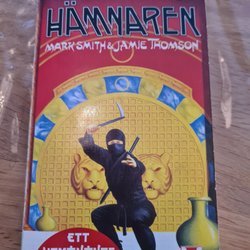 HÄMNAREN
MARK SMITH & JAMIE THOMSON
ETT